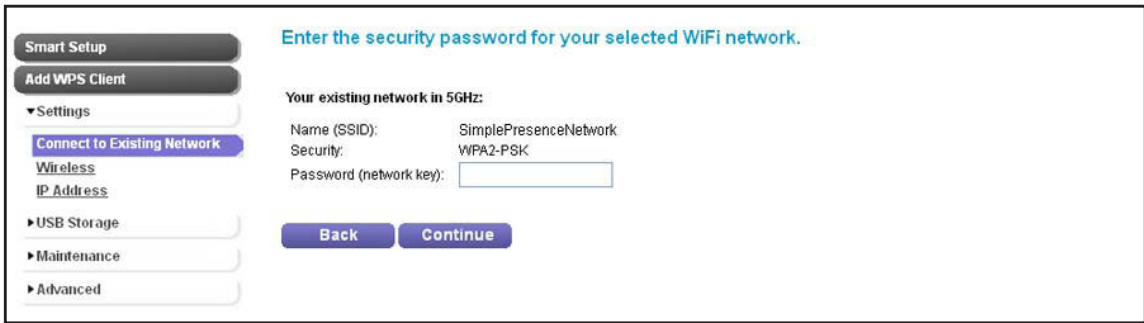 Smart Setup
Add WPS Client
▼Settings
Connect to Existing Network
Wireless
IP Address
▶USB Storage
▶Maintenance
▶Advanced
Enter the security password for your selected WiFi network.
Your existing network in 5GHz:
Name (SSID): SimplePresenceNetwork
Security: WPA2-PSK
Password (network key):
Back Continue